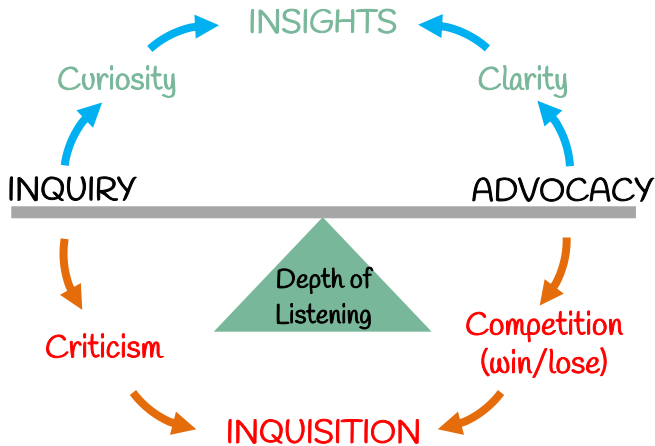 INSIGHTS
Curiosity
Clarity
INQUIRY
ADVOCACY
Depth of
Listening
Criticism
Competition
(win/lose)
INQUISITION